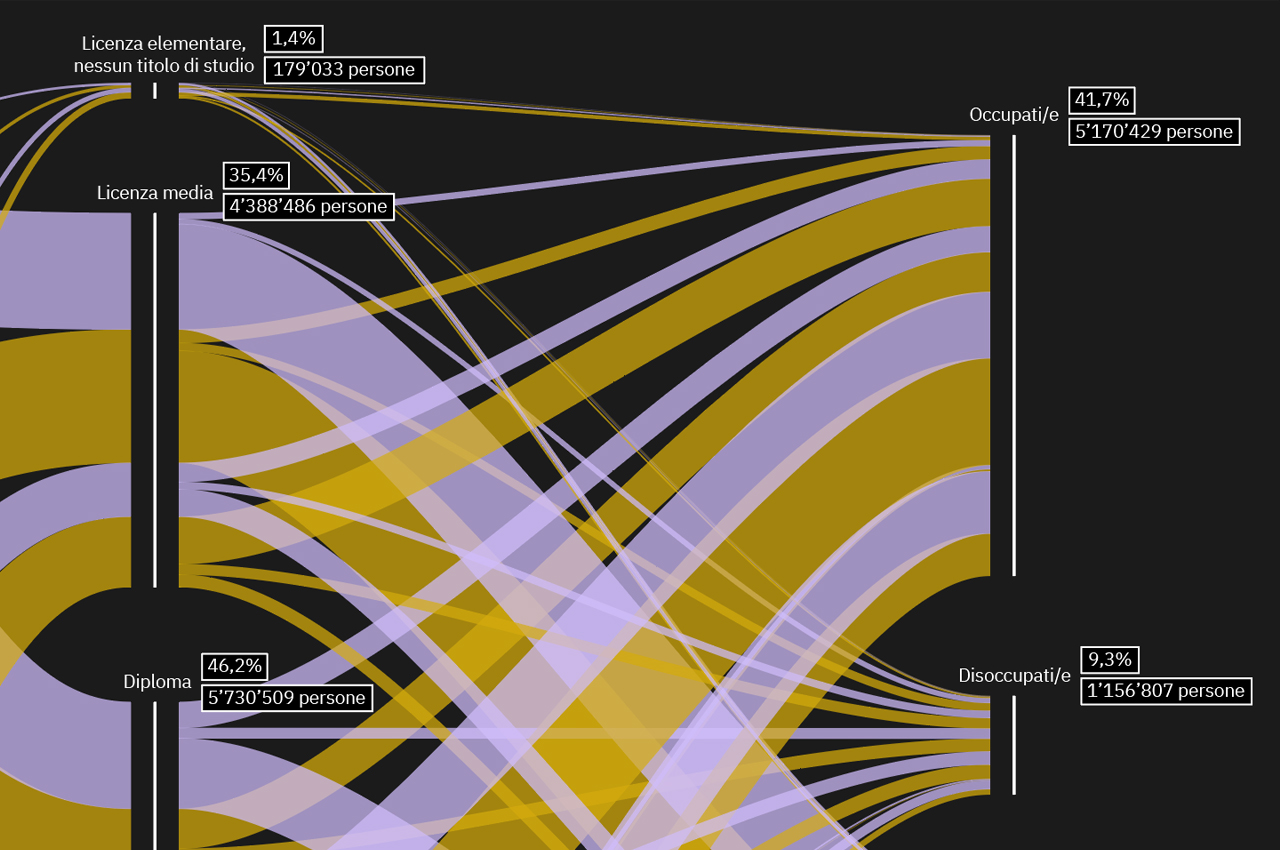 Licenza elementare,
nessun titolo di studio
1,4%
179’033 persone
Occupati/e
41,7%
5’170’429 persone
Licenza media
35,4%
4’388’486 persone
Diploma
46,2%
5’730’509 persone
Disoccupati/e
9,3%
1’156’807 persone